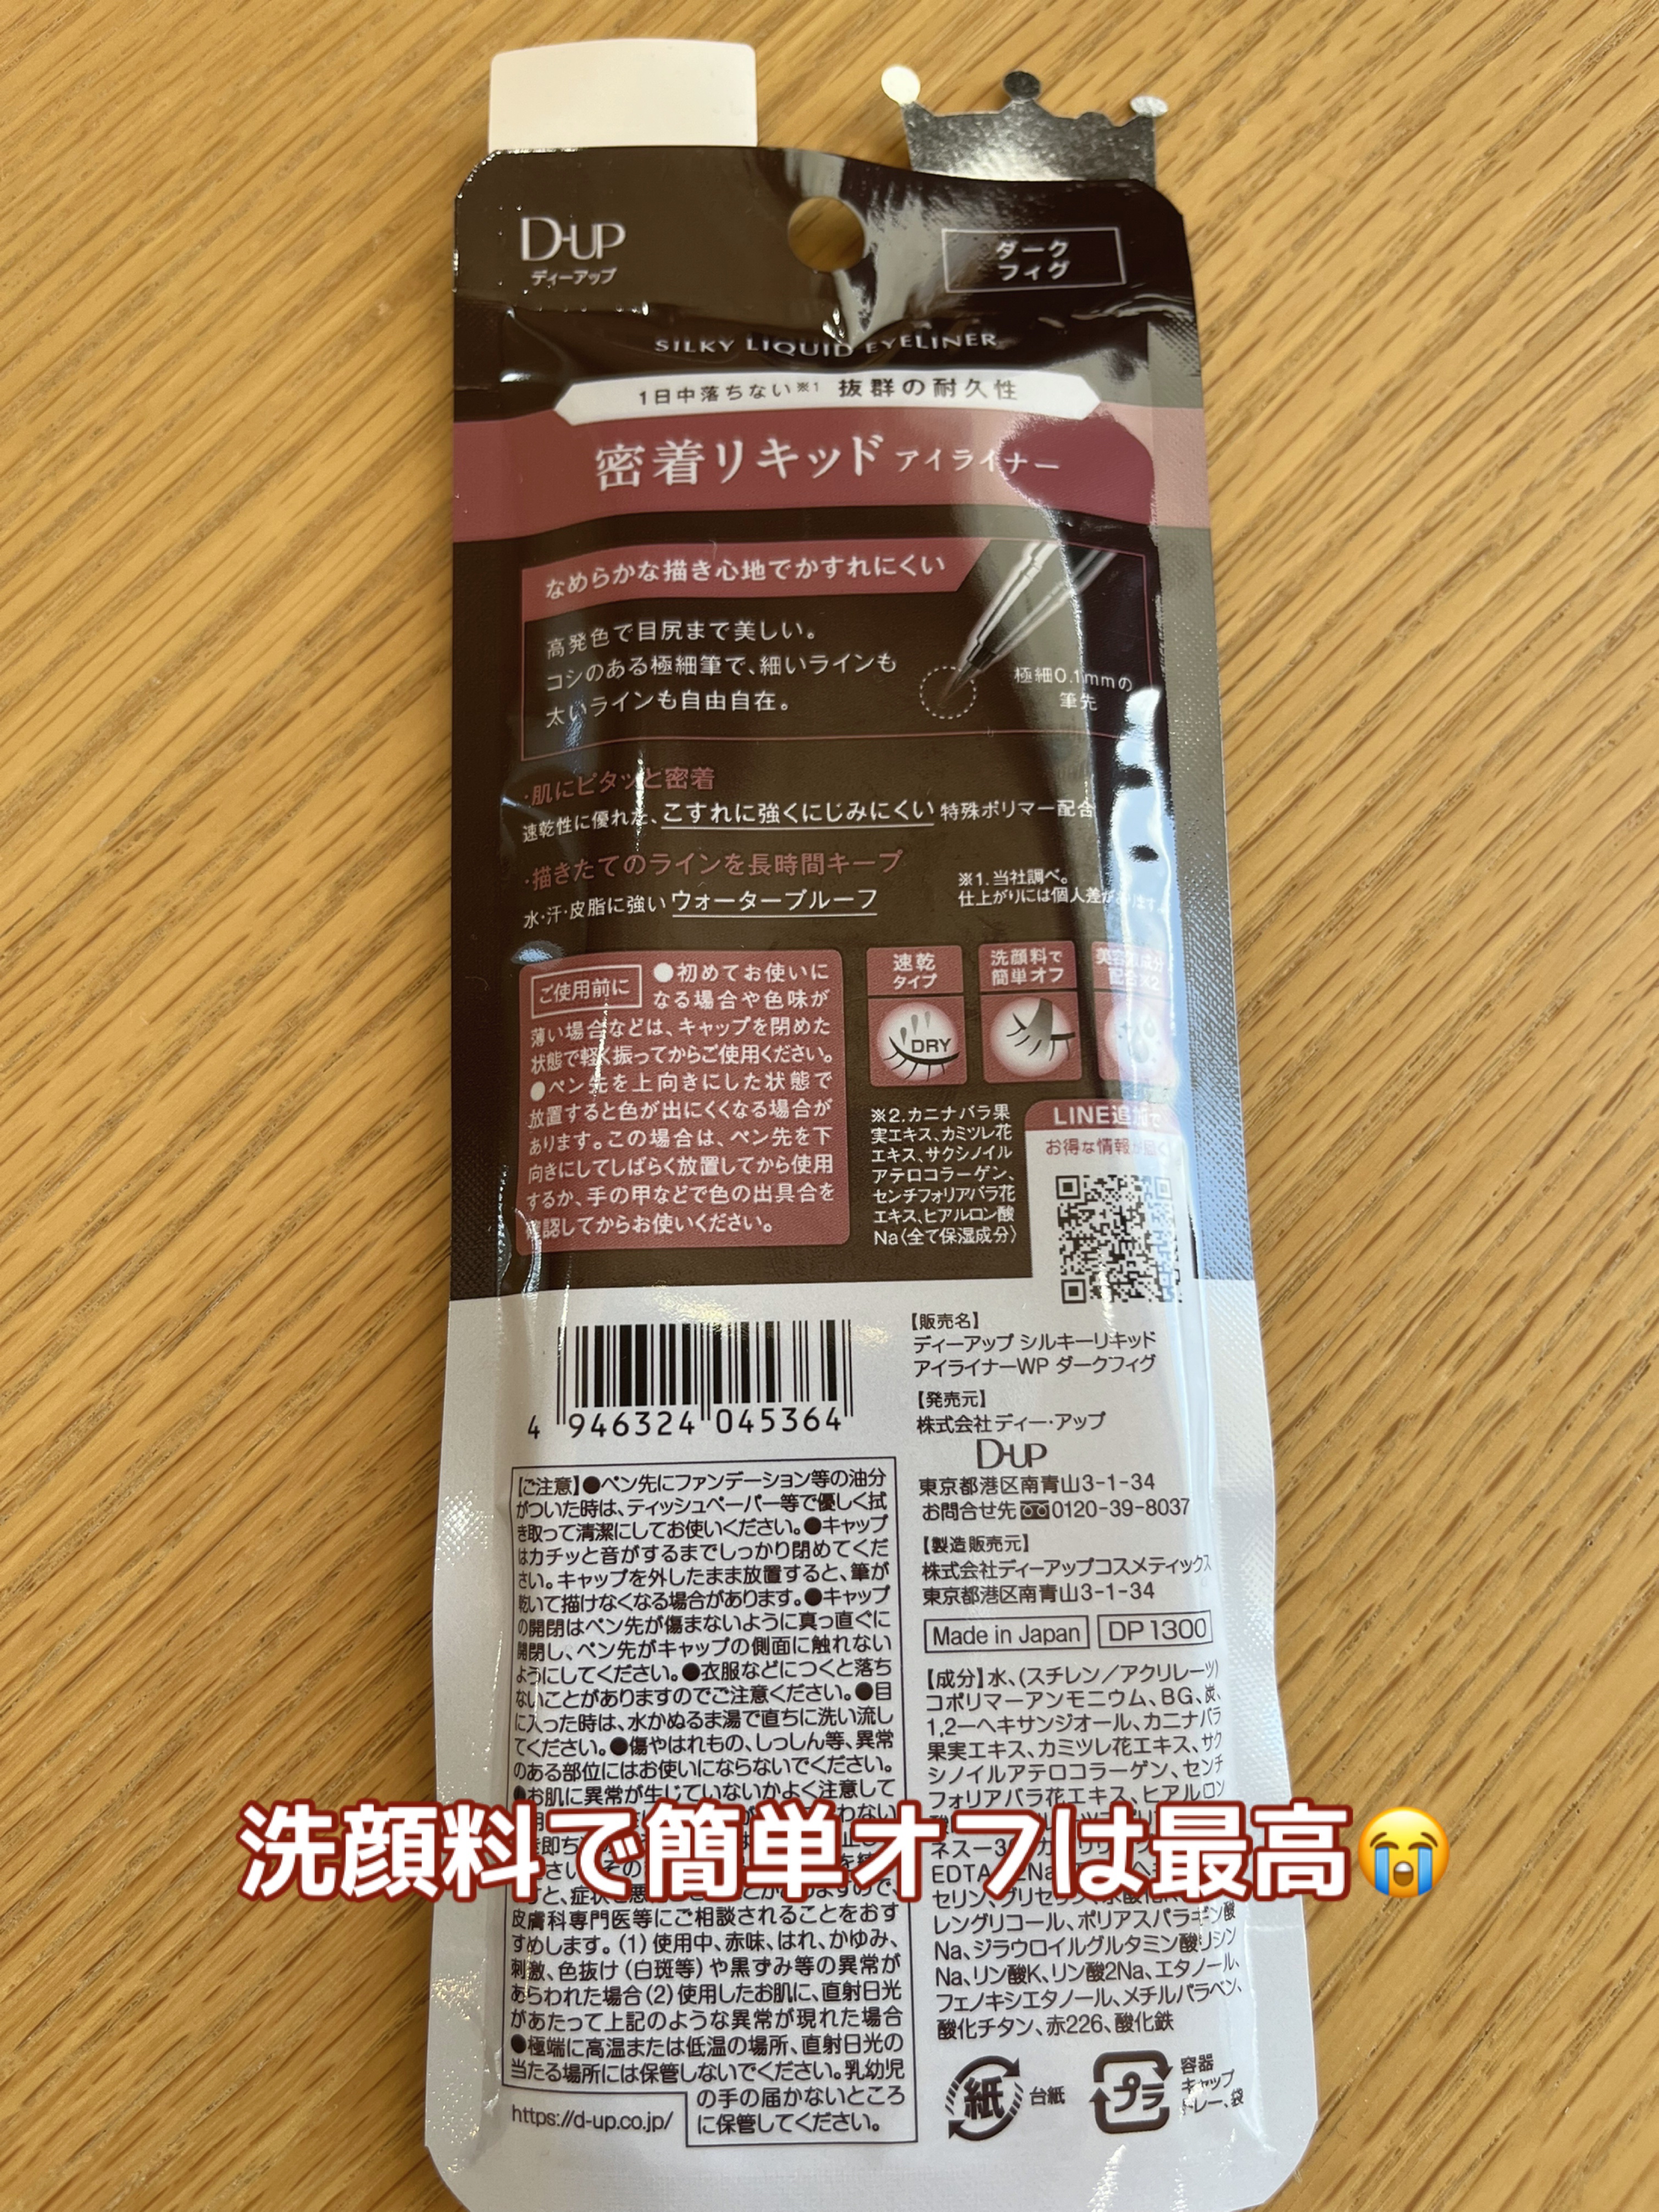 D-UP
ディーアップ
ダーク
フィグ
SILKY LIQUID EYELINER
1日中落ちない※1 抜群の耐久性
密着リキッド アイライナー
なめらかな描き心地でかすれにくい
高発色で目尻まで美しい。
コシのある極細筆で、細いラインも
太いラインも自由自在。
極細0.1mmの
筆先
・肌にピタッと密着
速乾性に優れた、こすれに強くにじみにくい 特殊ポリマー配合
・描きたてのラインを長時間キープ
水・汗・皮脂に強い ウォータープルーフ
※1.当社調べ。
仕上がりには個人差が
ご使用前に
●初めてお使いに
なる場合や色味が
薄い場合などは、キャップを閉めた
状態で軽く振ってからご使用ください。
●ペン先を上向きにした状態で
放置すると色が出にくくなる場合が
あります。この場合は、ペン先を下
向きにしてしばらく放置してから使用
するか、手の甲などで色の出具合を
確認してからお使いください。
速乾
タイプ
DRY
洗顔料で
簡単オフ
美容液成分
配合※2
※2.カニナバラ果
実エキス、カミツレ花
エキス、サクシノイル
アテロコラーゲン、
センチフォリアバラ花
エキス、ヒアルロン酸
Na〈全て保湿成分〉
LINE追加で
お得な情報が届く
4 946324 045364
【販売名】
ディーアップ シルキーリキッド
アイライナーWP ダークフィグ
【発売元】
株式会社ディー・アップ
D-UP
東京都港区南青山3-1-34
お問合せ先 0120-39-8037
【製造販売元】
株式会社ディーアップコスメティックス
東京都港区南青山3-1-34
Made in Japan DP1300
【ご注意】●ペン先にファンデーション等の油分
がついた時は、ティッシュペーパー等で優しく拭
き取って清潔にしてお使いください。●キャップ
はカチッと音がするまでしっかり閉めてくだ
さい。キャップを外したまま放置すると、筆が
乾いて描けなくなる場合があります。●キャップ
の開閉はペン先が傷まないように真っ直ぐに
開閉し、ペン先がキャップの側面に触れない
ようにしてください。●衣服などにつくと落ち
ないことがありますのでご注意ください。●目
に入った時は、水かぬるま湯で直ちに洗い流し
てください。●傷やはれもの、しっしん等、異常
のある部位にはお使いにならないでください。
●お肌に異常が生じていないかよく注意して
皮膚科専門医等にご相談されることをおす
すめします。(1)使用中、赤味、はれ、かゆみ、
刺激、色抜け(白斑等)や黒ずみ等の異常が
あらわれた場合(2)使用したお肌に、直射日光
があたって上記のような異常が現れた場合
●極端に高温または低温の場所、直射日光の
当たる場所には保管しないでください。乳幼児
の手の届かないところ
に保管してください。
https://d-up.co.jp/
【成分】水、(スチレン／アクリレーツ)
コポリマーアンモニウム、BG、炭、
1,2-ヘキサンジオール、カニナバラ
果実エキス、カミツレ花エキス、サク
シノイルアテロコラーゲン、センチ
フォリアバラ花エキス、ヒアルロン
レングリコール、ポリアスパラギン酸
Na、ジラウロイルグルタミン酸リシン
Na、リン酸K、リン酸2Na、エタノール、
フェノキシエタノール、メチルパラベン、
酸化チタン、赤226、酸化鉄
紙 台紙
プラ
容器
キャップ
トレー、袋
洗顔料で簡単オフは最高😭